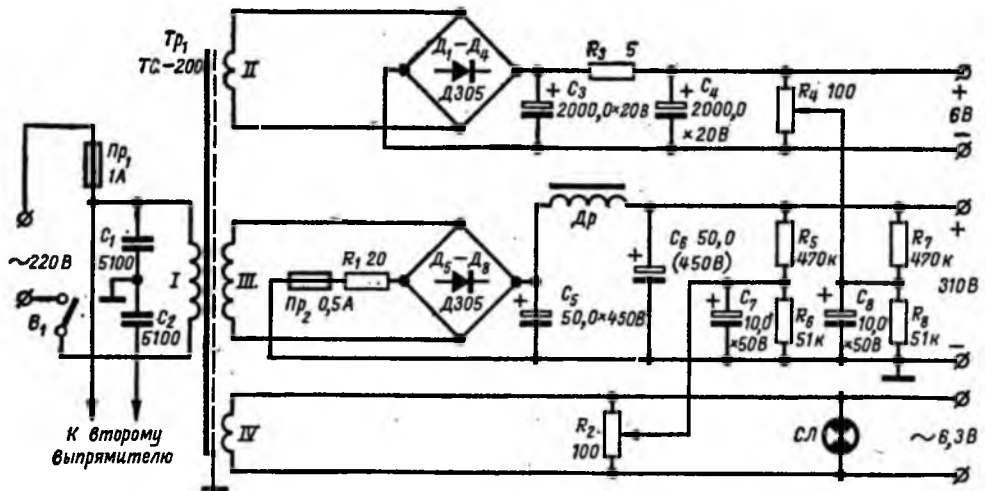 Тр₁
ТС-200
~220В
Пр₁
1А
В₁
С₁
5100
С₂
5100
I
К второму
выпрямителю
II
Д₁-Д₄
Д305
+ С₃
2000,0×20В
R₃ 5
+ С₄
2000,0
×20В
R₄ 100
+
6В
-
III
Пр₂ 0,5А
R₁ 20
Д₅-Д₈
Д305
+ С₅
50,0×450В
Др
С₆ 50,0
(450В)
+
R₅
470к
R₇
470к
+
310В
-
+ С₇
10,0
×50В
R₆
51к
+ С₈
10,0
×50В
R₈
51к
IV
R₂
100
СЛ
~6,3В